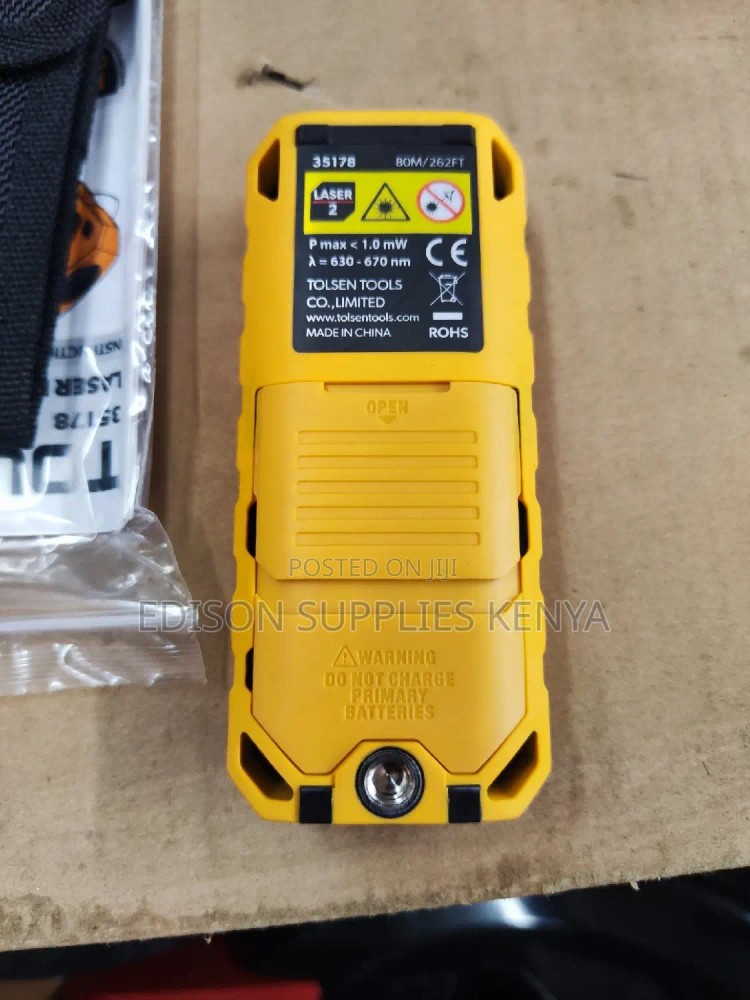 35178 80M/262FT
LASER
2
P max < 1.0 mW
λ = 630 - 670 nm
CE
TOLSEN TOOLS
CO.,LIMITED
www.tolsentools.com
MADE IN CHINA
ROHS
OPEN
POSTED ON JIJI
EDISON SUPPLIES KENYA
WARNING
DO NOT CHARGE
PRIMARY
BATTERIES
35178
LASER